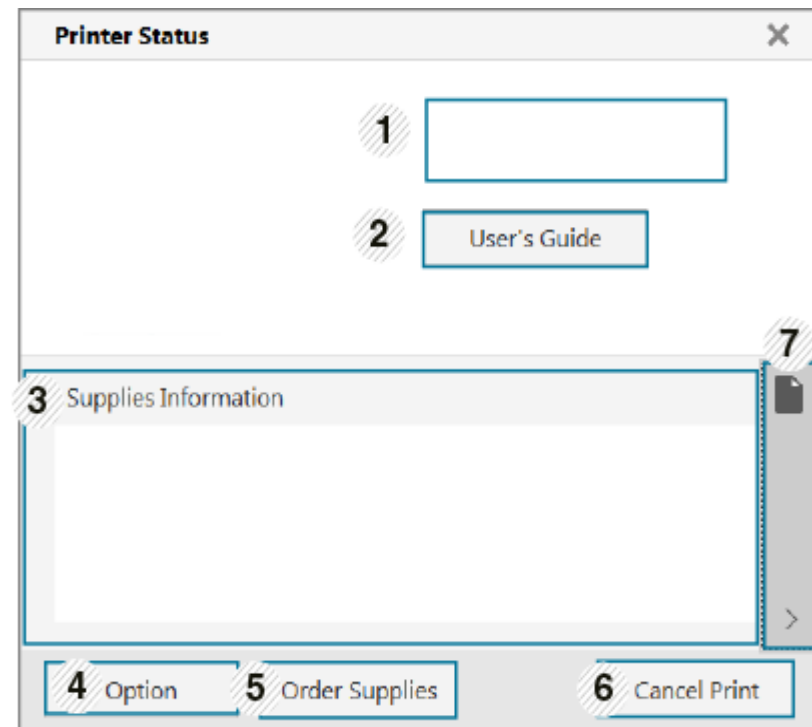 Printer Status
1
2 User's Guide
7
3 Supplies Information
4 Option 5 Order Supplies 6 Cancel Print